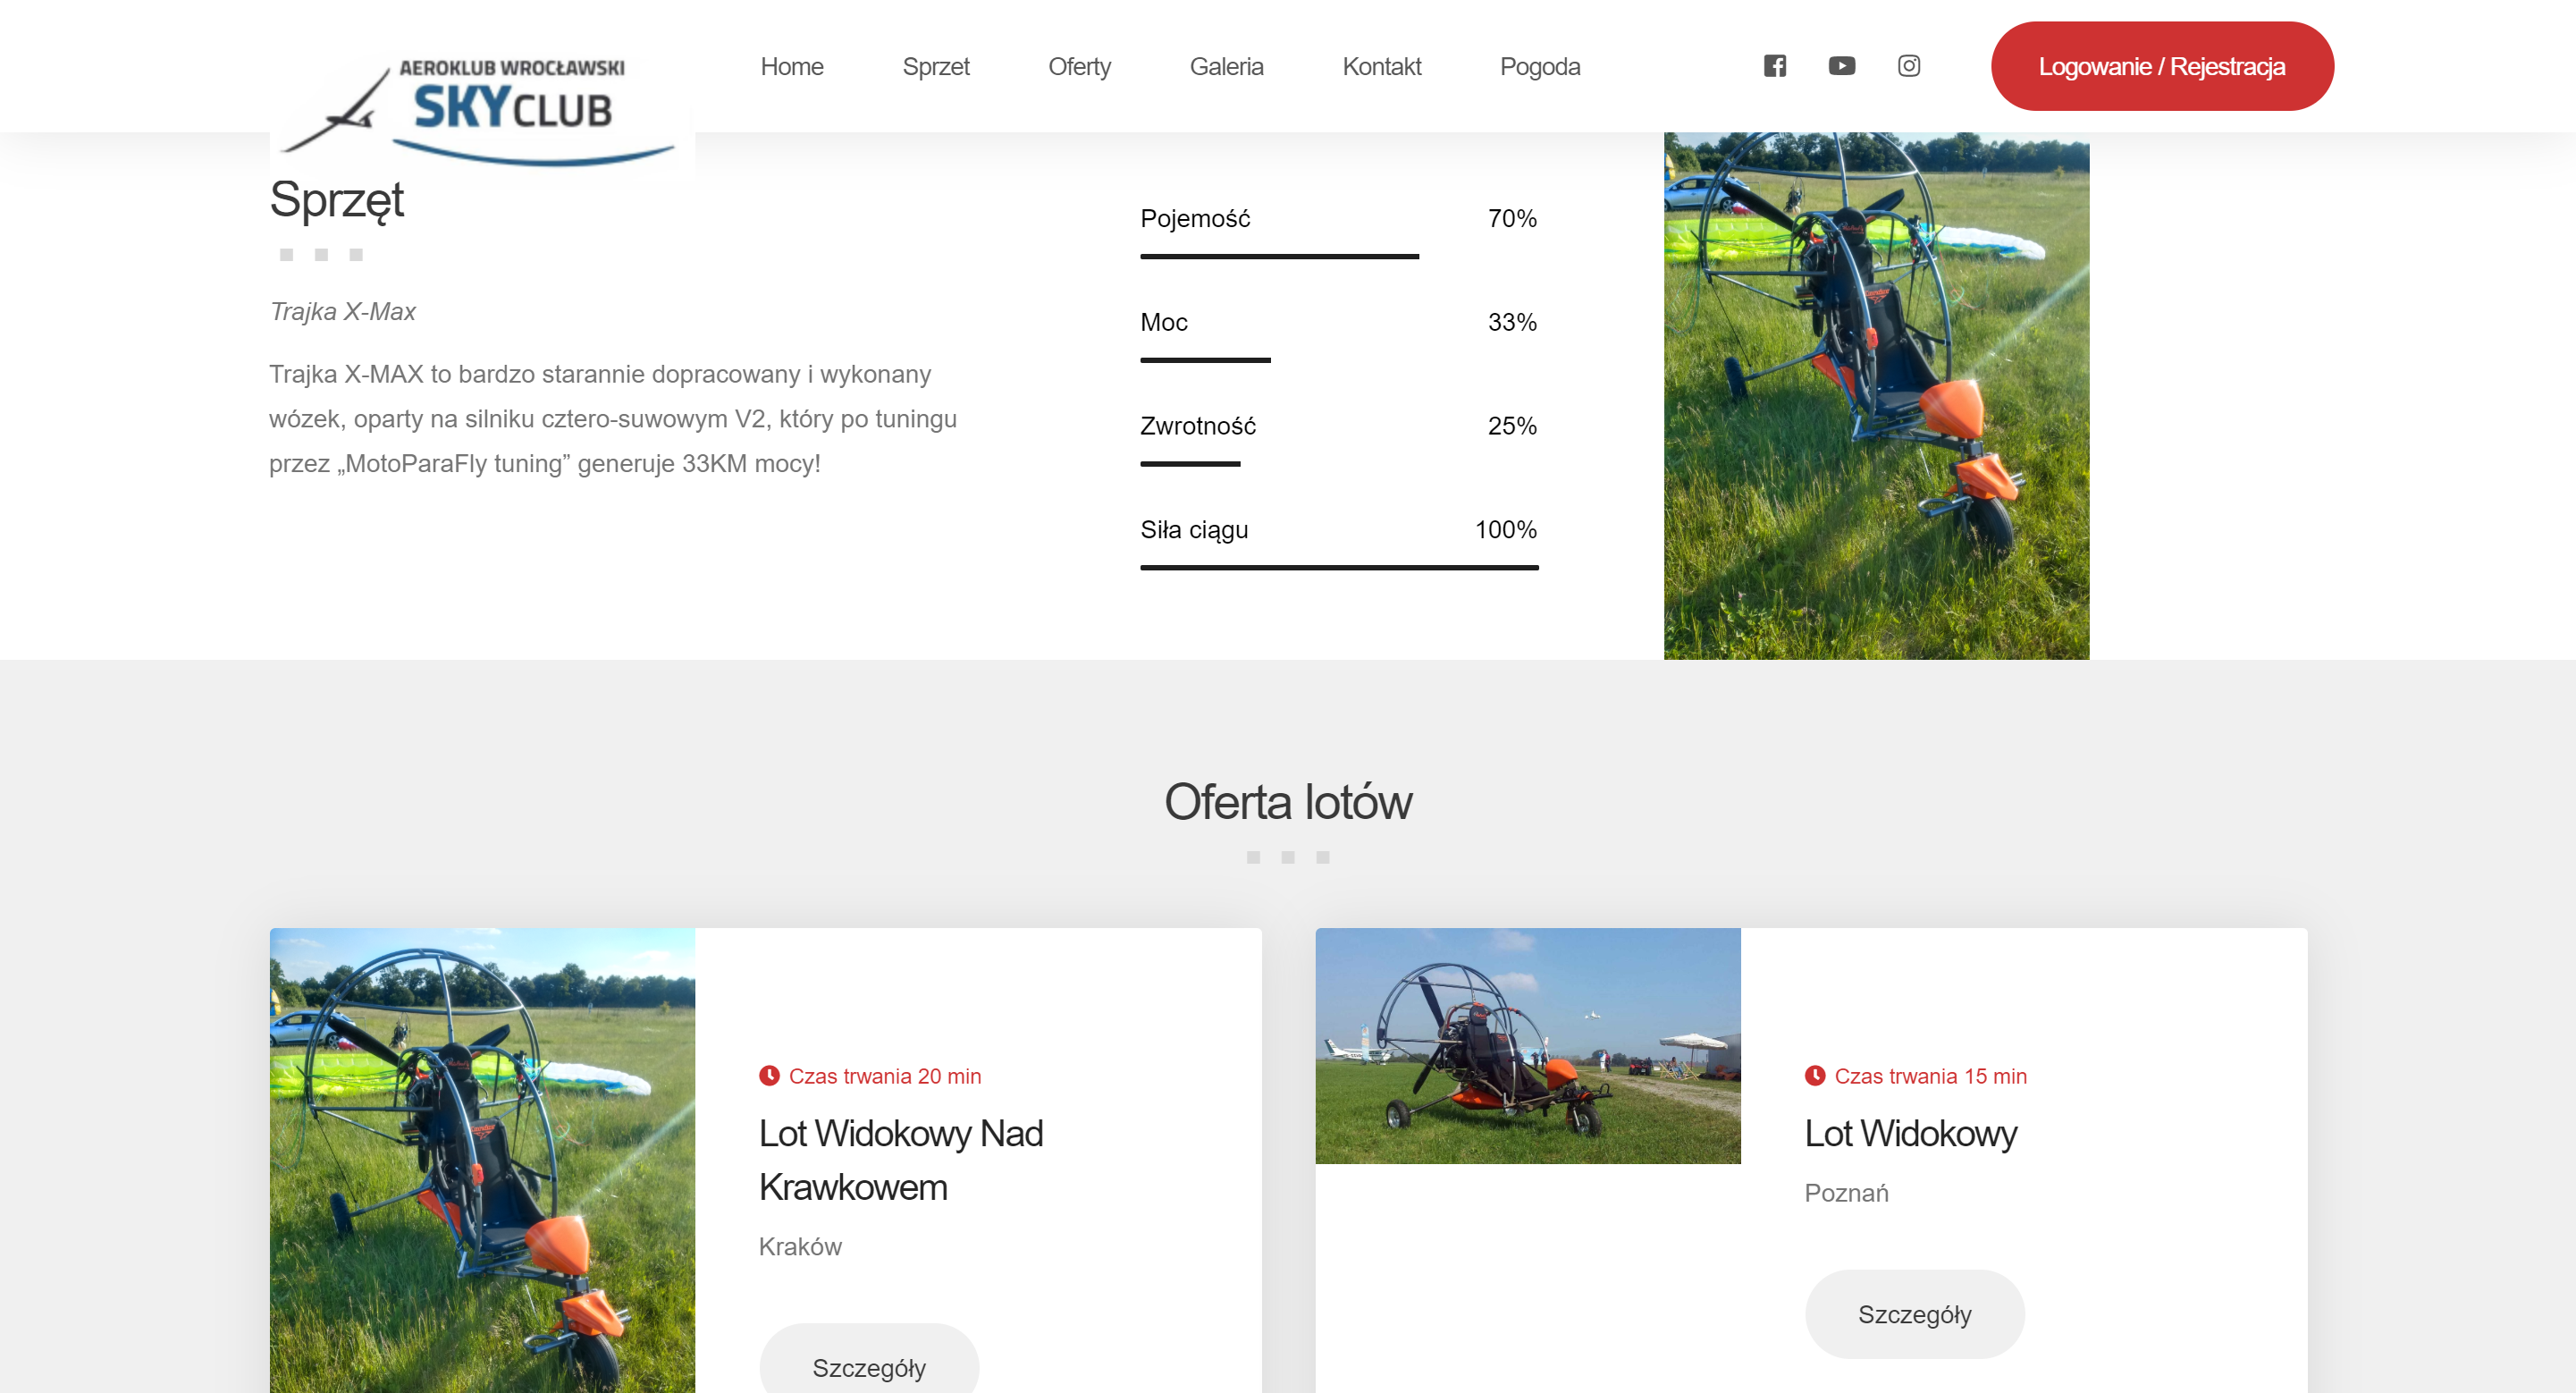 AEROKLUB WROCŁAWSKI
SKYCLUB
Home
Sprzet
Oferty
Galeria
Kontakt
Pogoda
Logowanie / Rejestracja
Sprzęt
Trajka X-Max
Trajka X-MAX to bardzo starannie dopracowany i wykonany
wózek, oparty na silniku cztero-suwowym V2, który po tuningu
przez „MotoParaFly tuning” generuje 33KM mocy!
Pojemość 70%
Moc 33%
Zwrotność 25%
Siła ciągu 100%
Oferta lotów
Czas trwania 20 min
Lot Widokowy Nad
Krawkowem
Kraków
Szczegóły
Czas trwania 15 min
Lot Widokowy
Poznań
Szczegóły